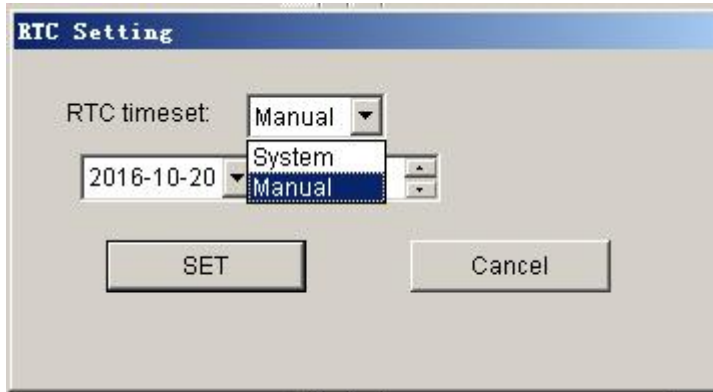 RTC Setting
RTC timeset:
Manual
System
Manual
2016-10-20
SET
Cancel